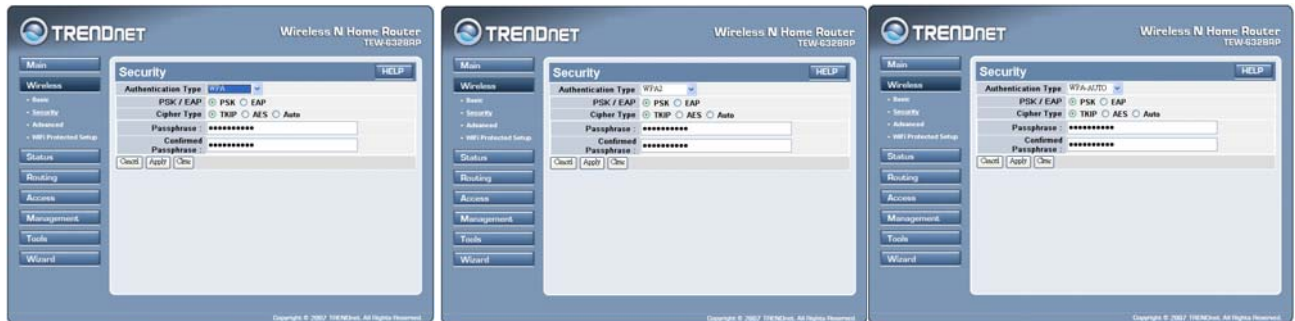 TRENDNET
Wireless N Home Router
TEW-632BRP
Main
Wireless
Basic
Security
Advanced
WiFi Protected Setup
Status
Routing
Access
Management
Tools
Wizard
Security
HELP
Authentication Type WPA
PSK / EAP PSK EAP
Cipher Type TKIP AES Auto
Passphrase : ••••••••••
Confirmed
Passphrase : ••••••••••
Cancel Apply Clear
Copyright © 2007 TRENDnet. All Rights Reserved.
TRENDNET
Wireless N Home Router
TEW-632BRP
Main
Wireless
Basic
Security
Advanced
WiFi Protected Setup
Status
Routing
Access
Management
Tools
Wizard
Security
HELP
Authentication Type WPA2
PSK / EAP PSK EAP
Cipher Type TKIP AES Auto
Passphrase : ••••••••••
Confirmed
Passphrase : ••••••••••
Cancel Apply Clear
Copyright © 2007 TRENDnet. All Rights Reserved.
TRENDNET
Wireless N Home Router
TEW-632BRP
Main
Wireless
Basic
Security
Advanced
WiFi Protected Setup
Status
Routing
Access
Management
Tools
Wizard
Security
HELP
Authentication Type WPA-AUTO
PSK / EAP PSK EAP
Cipher Type TKIP AES Auto
Passphrase : ••••••••••
Confirmed
Passphrase : ••••••••••
Cancel Apply Clear
Copyright © 2007 TRENDnet. All Rights Reserved.